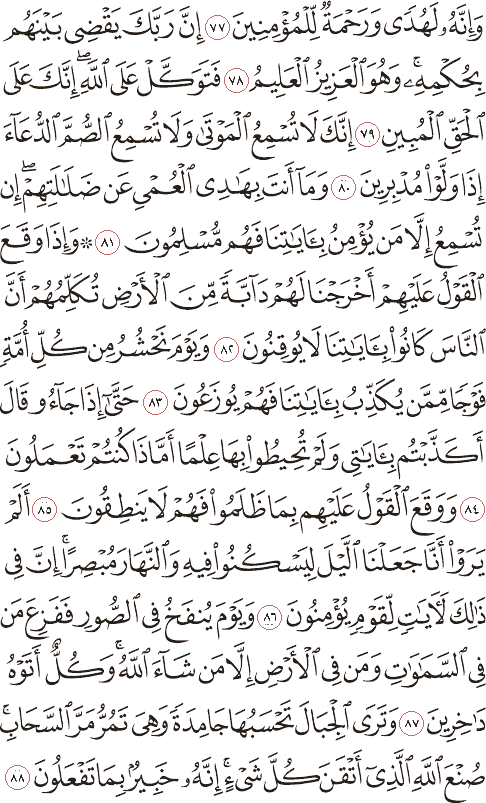 وَإِنَّهُۥ لَهُدٗى وَرَحۡمَةٞ لِّلۡمُؤۡمِنِينَ ٧٧ إِنَّ رَبَّكَ يَقۡضِي بَيۡنَهُم
بِحُكۡمِهِۦۚ وَهُوَ ٱلۡعَزِيزُ ٱلۡعَلِيمُ ٧٨ فَتَوَكَّلۡ عَلَى ٱللَّهِۖ إِنَّكَ عَلَى
ٱلۡحَقِّ ٱلۡمُبِينِ ٧٩ إِنَّكَ لَا تُسۡمِعُ ٱلۡمَوۡتَىٰ وَلَا تُسۡمِعُ ٱلصُّمَّ ٱلدُّعَآءَ
إِذَا وَلَّوۡاْ مُدۡبِرِينَ ٨٠ وَمَآ أَنتَ بِهَٰدِي ٱلۡعُمۡيِ عَن ضَلَٰلَتِهِمۡۖ إِن
تُسۡمِعُ إِلَّا مَن يُؤۡمِنُ بِـَٔايَٰتِنَا فَهُم مُّسۡلِمُونَ ٨١ ۞ وَإِذَا وَقَعَ
ٱلۡقَوۡلُ عَلَيۡهِمۡ أَخۡرَجۡنَا لَهُمۡ دَآبَّةٗ مِّنَ ٱلۡأَرۡضِ تُكَلِّمُهُمۡ أَنَّ
ٱلنَّاسَ كَانُواْ بِـَٔايَٰتِنَا لَا يُوقِنُونَ ٨٢ وَيَوۡمَ نَحۡشُرُ مِن كُلِّ أُمَّةٖ
فَوۡجٗا مِّمَّن يُكَذِّبُ بِـَٔايَٰتِنَا فَهُمۡ يُوزَعُونَ ٨٣ حَتَّىٰٓ إِذَا جَآءُو قَالَ
أَكَذَّبۡتُم بِـَٔايَٰتِي وَلَمۡ تُحِيطُواْ بِهَا عِلۡمًا أَمَّاذَا كُنتُمۡ تَعۡمَلُونَ
٨٤ وَوَقَعَ ٱلۡقَوۡلُ عَلَيۡهِم بِمَا ظَلَمُواْ فَهُمۡ لَا يَنطِقُونَ ٨٥ أَلَمۡ
يَرَوۡاْ أَنَّا جَعَلۡنَا ٱلَّيۡلَ لِيَسۡكُنُواْ فِيهِ وَٱلنَّهَارَ مُبۡصِرًاۚ إِنَّ فِي
ذَٰلِكَ لَأٓيَٰتٖ لِّقَوۡمٖ يُؤۡمِنُونَ ٨٦ وَيَوۡمَ يُنفَخُ فِي ٱلصُّورِ فَفَزِعَ مَن
فِي ٱلسَّمَٰوَٰتِ وَمَن فِي ٱلۡأَرۡضِ إِلَّا مَن شَآءَ ٱللَّهُۚ وَكُلٌّ أَتَوۡهُ
دَٰخِرِينَ ٨٧ وَتَرَى ٱلۡجِبَالَ تَحۡسَبُهَا جَامِدَةٗ وَهِيَ تَمُرُّ مَرَّ ٱلسَّحَابِۚ
صُنۡعَ ٱللَّهِ ٱلَّذِيٓ أَتۡقَنَ كُلَّ شَيۡءٍۚ إِنَّهُۥ خَبِيرُۢ بِمَا تَفۡعَلُونَ ٨٨